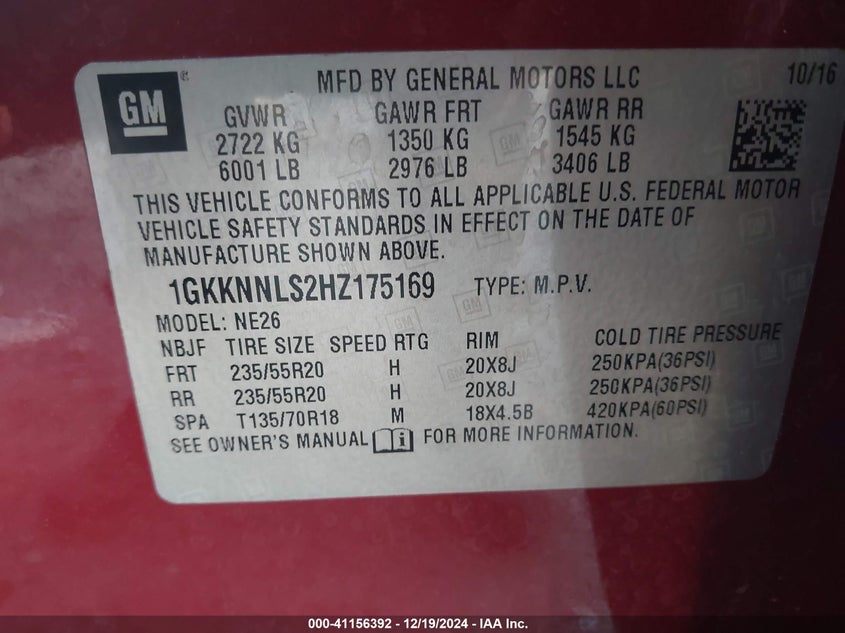 GM ®
MFD BY GENERAL MOTORS LLC 10/16
GVWR GAWR FRT GAWR RR
2722 KG 1350 KG 1545 KG
6001 LB 2976 LB 3406 LB
THIS VEHICLE CONFORMS TO ALL APPLICABLE U.S. FEDERAL MOTOR
VEHICLE SAFETY STANDARDS IN EFFECT ON THE DATE OF
MANUFACTURE SHOWN ABOVE.
1GKKNNLS2HZ175169 TYPE: M.P.V.
MODEL: NE26
NBJF TIRE SIZE SPEED RTG RIM COLD TIRE PRESSURE
FRT 235/55R20 H 20X8J 250KPA(36PSI)
RR 235/55R20 H 20X8J 250KPA(36PSI)
SPA T135/70R18 M 18X4.5B 420KPA(60PSI)
SEE OWNER'S MANUAL i FOR MORE INFORMATION.
000-41156392 - 12/19/2024 - IAA Inc.